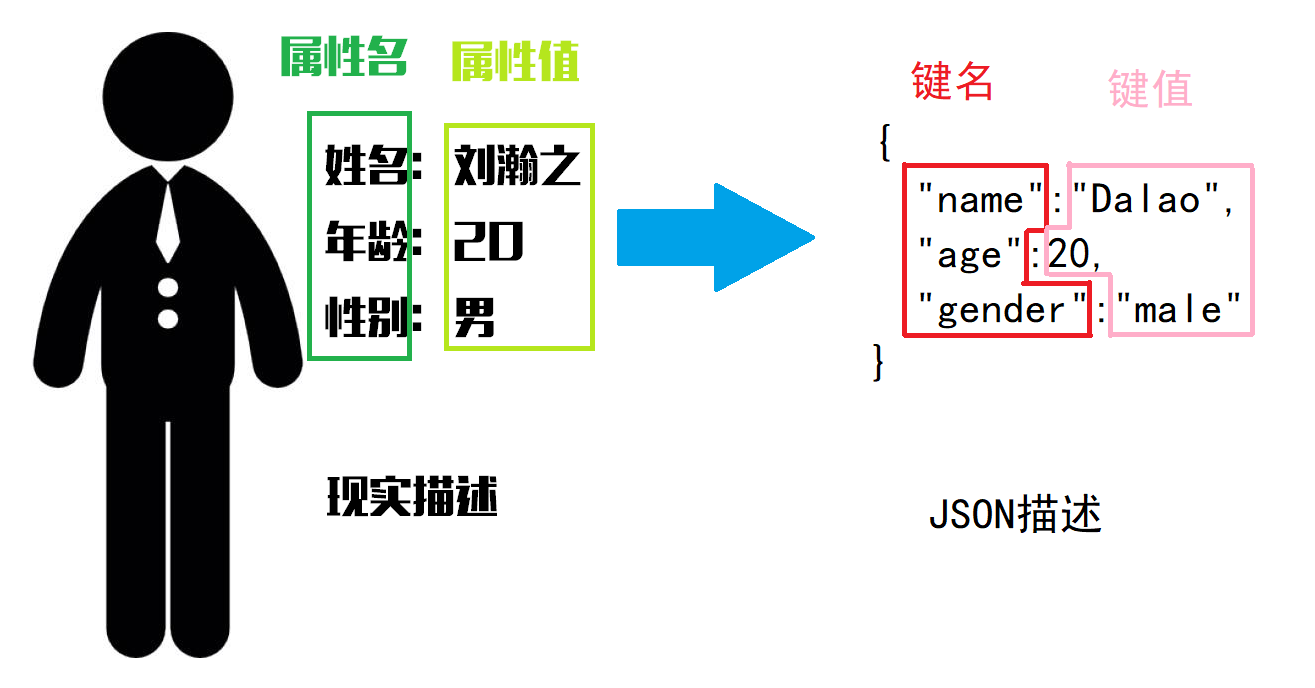 属性名 属性值
姓名: 刘瀚之
年龄: 20
性别: 男
现实描述
键名 键值
{
"name":"Dalao",
"age":20,
"gender":"male"
}
JSON描述